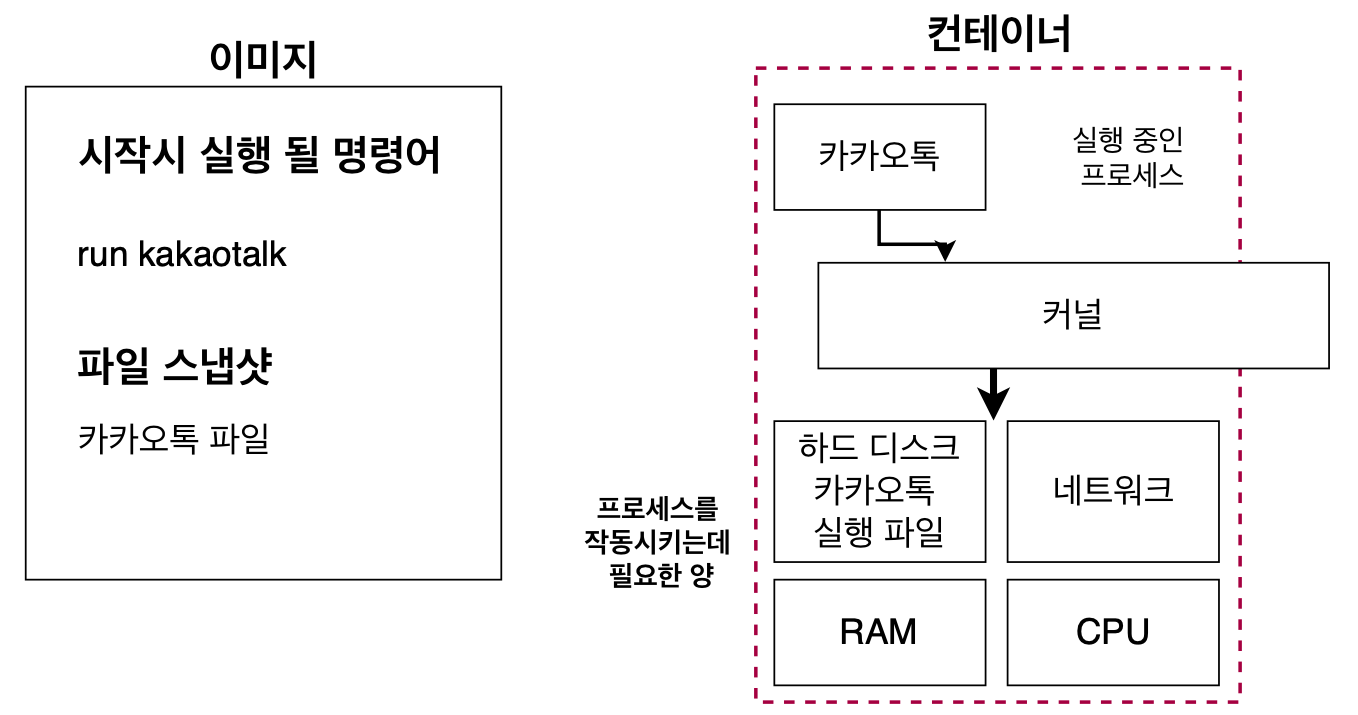 이미지
시작시 실행 될 명령어
run kakaotalk
파일 스냅샷
카카오톡 파일
컨테이너
카카오톡
실행 중인
프로세스
커널
하드 디스크
카카오톡
실행 파일
네트워크
프로세스를
작동시키는데
필요한 양
RAM
CPU